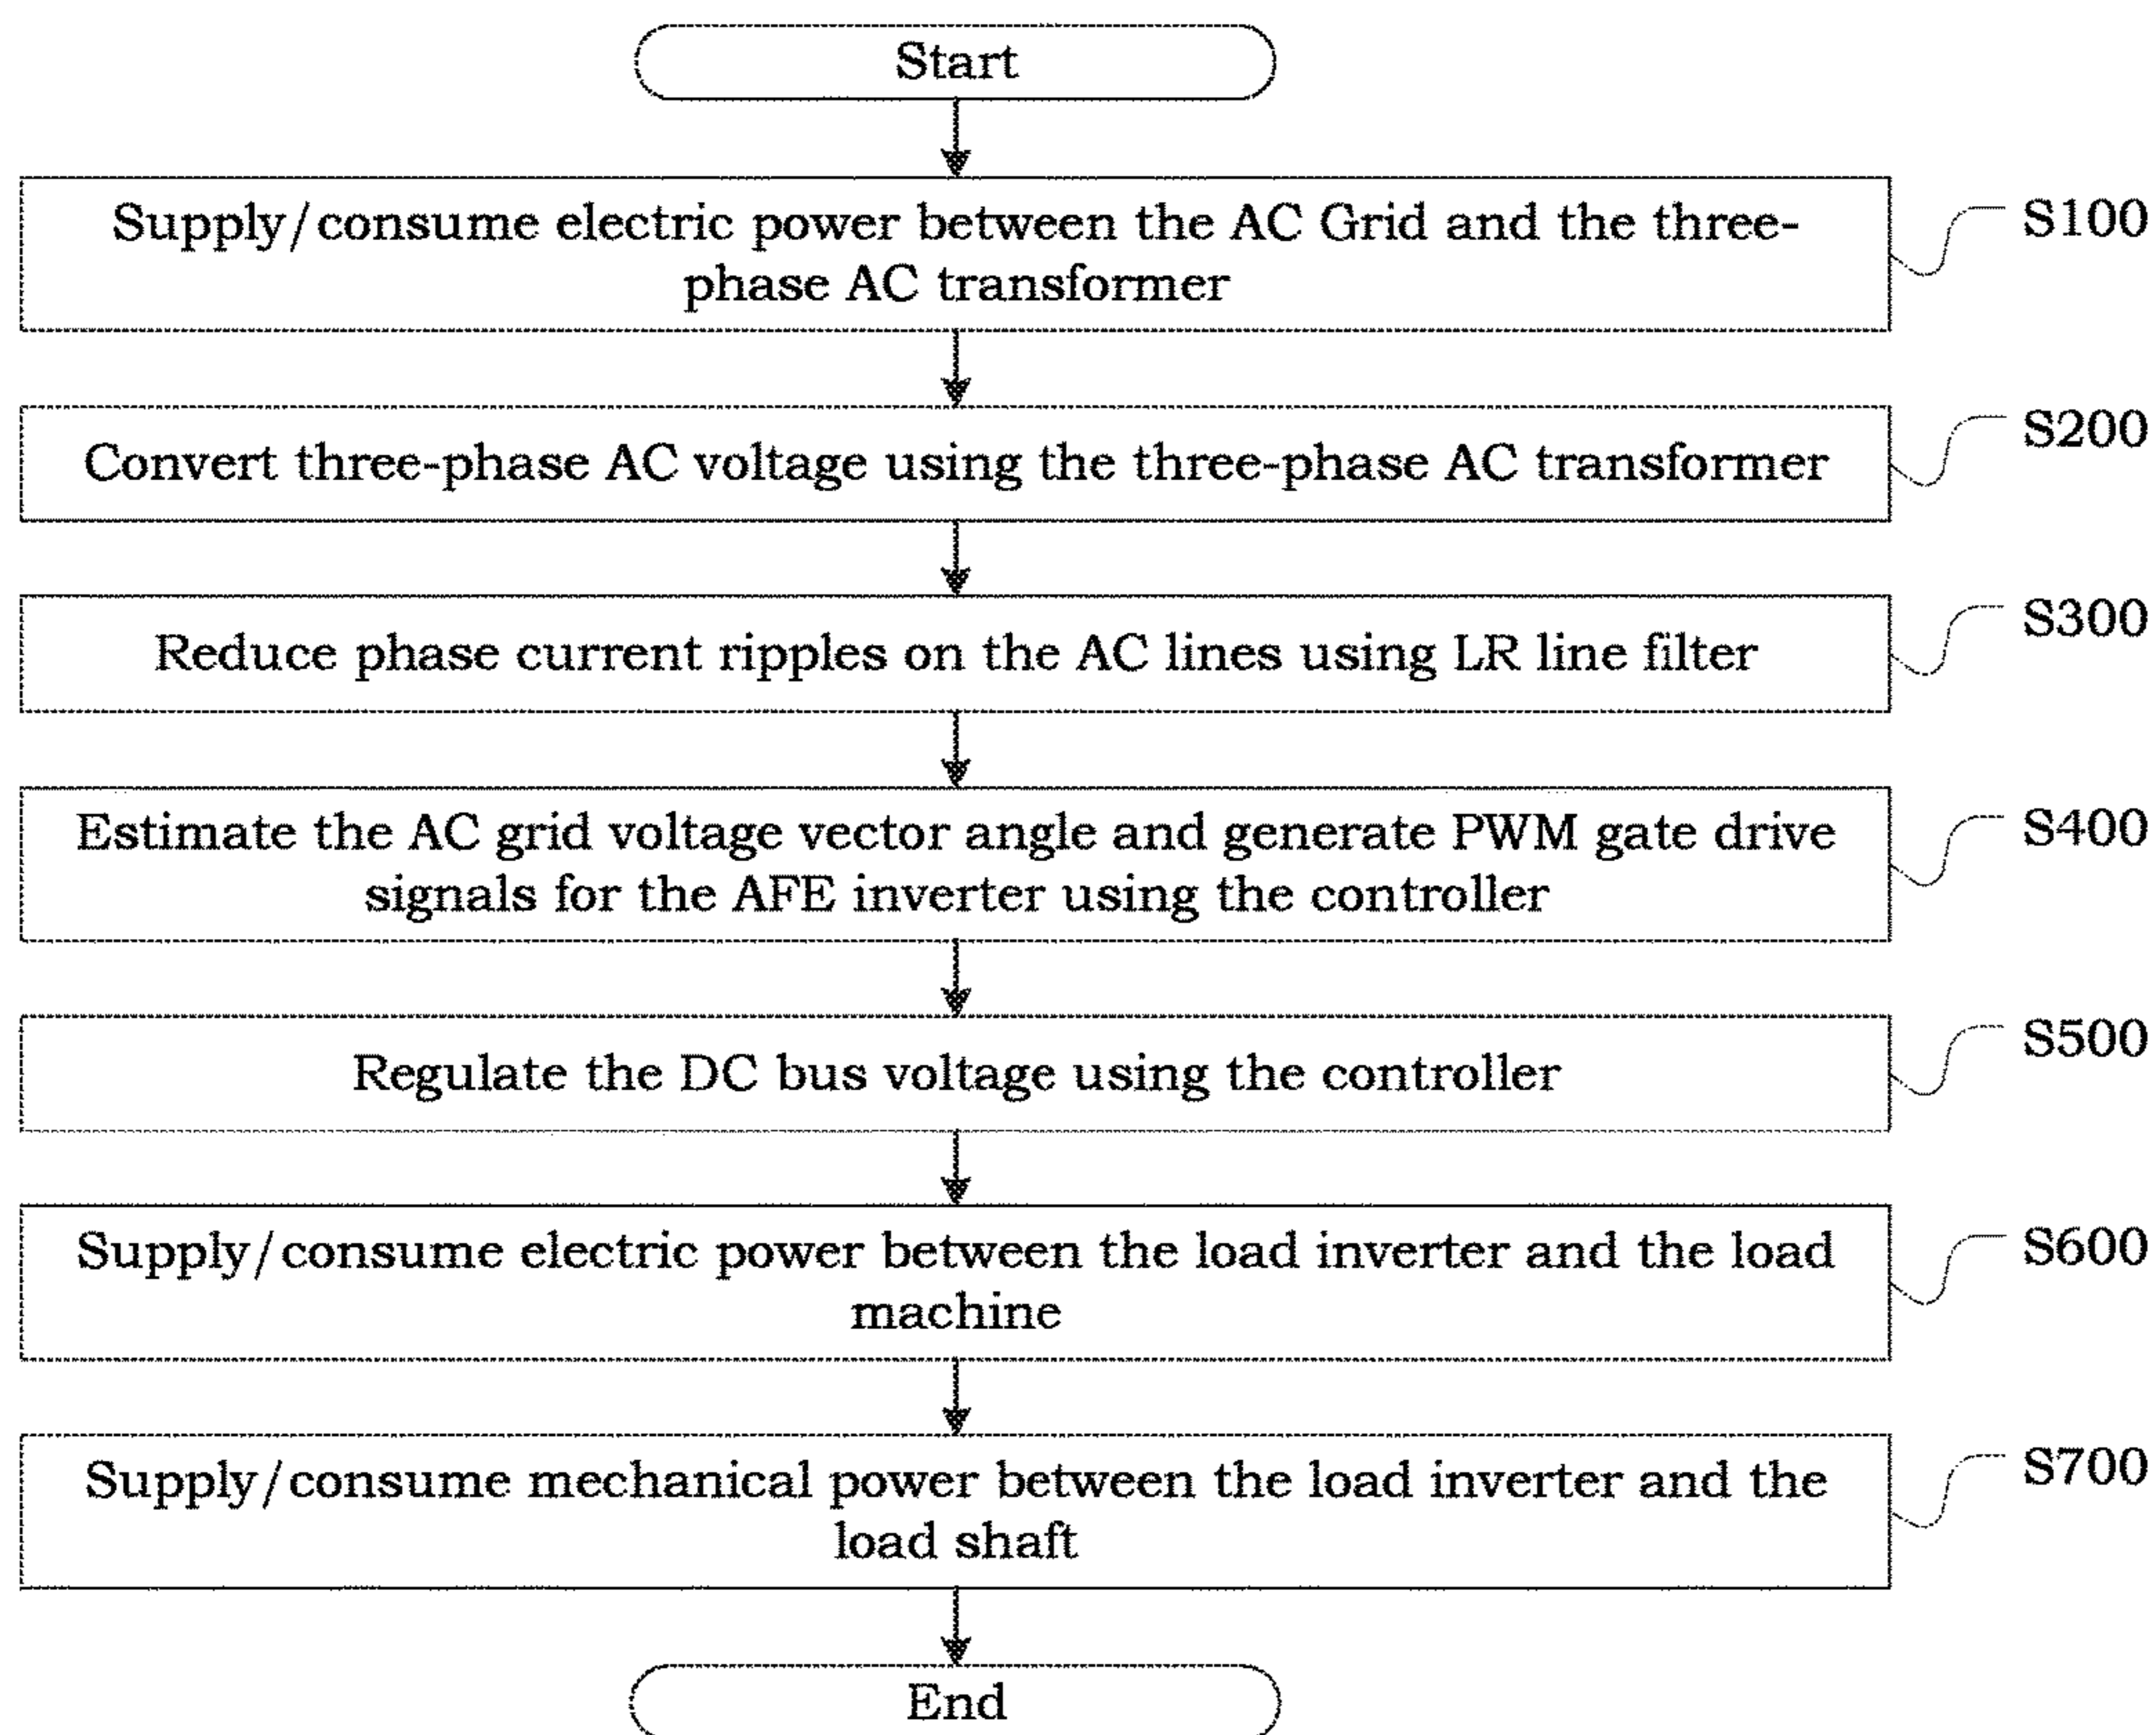 Start
Supply/consume electric power between the AC Grid and the three-
phase AC transformer
S100
Convert three-phase AC voltage using the three-phase AC transformer
S200
Reduce phase current ripples on the AC lines using LR line filter
S300
Estimate the AC grid voltage vector angle and generate PWM gate drive
signals for the AFE inverter using the controller
S400
Regulate the DC bus voltage using the controller
S500
Supply/consume electric power between the load inverter and the load
machine
S600
Supply/consume mechanical power between the load inverter and the
load shaft
S700
End